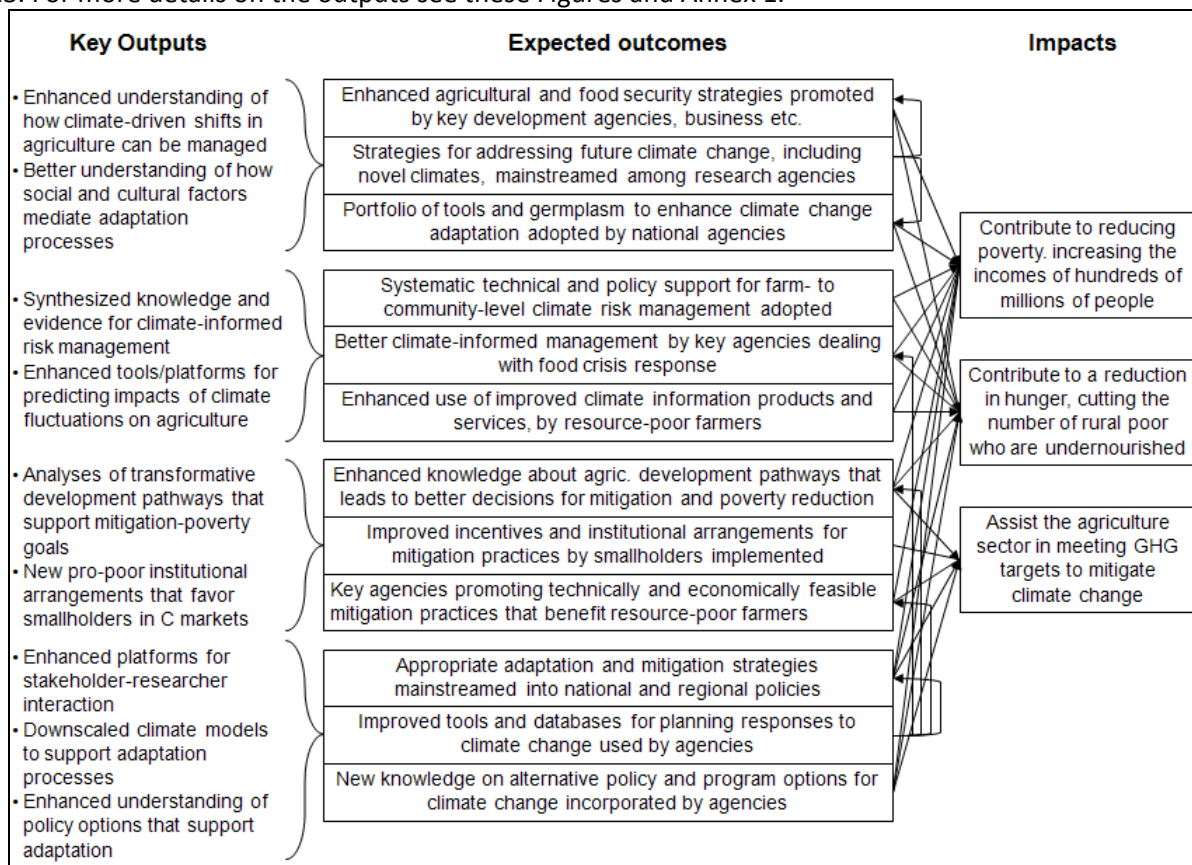 3. For more details on the outputs see these Figures and Annex 1.
Key Outputs
Expected outcomes
Impacts
• Enhanced understanding of
how climate-driven shifts in
agriculture can be managed
• Better understanding of how
social and cultural factors
mediate adaptation
processes
• Synthesized knowledge and
evidence for climate-informed
risk management
• Enhanced tools/platforms for
predicting impacts of climate
fluctuations on agriculture
• Analyses of transformative
development pathways that
support mitigation-poverty
goals
• New pro-poor institutional
arrangements that favor
smallholders in C markets
• Enhanced platforms for
stakeholder-researcher
interaction
• Downscaled climate models
to support adaptation
processes
• Enhanced understanding of
policy options that support
adaptation
Enhanced agricultural and food security strategies promoted
by key development agencies, business etc.
Strategies for addressing future climate change, including
novel climates, mainstreamed among research agencies
Portfolio of tools and germplasm to enhance climate change
adaptation adopted by national agencies
Systematic technical and policy support for farm- to
community-level climate risk management adopted
Better climate-informed management by key agencies dealing
with food crisis response
Enhanced use of improved climate information products and
services, by resource-poor farmers
Enhanced knowledge about agric. development pathways that
leads to better decisions for mitigation and poverty reduction
Improved incentives and institutional arrangements for
mitigation practices by smallholders implemented
Key agencies promoting technically and economically feasible
mitigation practices that benefit resource-poor farmers
Appropriate adaptation and mitigation strategies
mainstreamed into national and regional policies
Improved tools and databases for planning responses to
climate change used by agencies
New knowledge on alternative policy and program options for
climate change incorporated by agencies
Contribute to reducing
poverty. increasing the
incomes of hundreds of
millions of people
Contribute to a reduction
in hunger, cutting the
number of rural poor
who are undernourished
Assist the agriculture
sector in meeting GHG
targets to mitigate
climate change